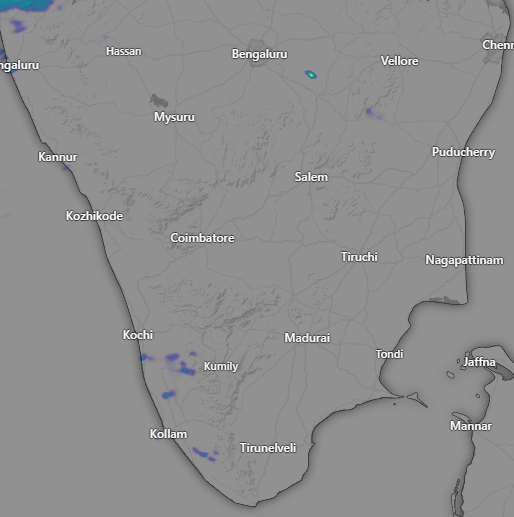 Hassan
Bengaluru
Chenn
Vellore
ngaluru
Mysuru
Kannur
Puducherry
Salem
Kozhikode
Coimbatore
Tiruchi
Nagapattinam
Kochi
Madurai
Tondi
Jaffna
Kumily
Mannar
Kollam
Tirunelveli